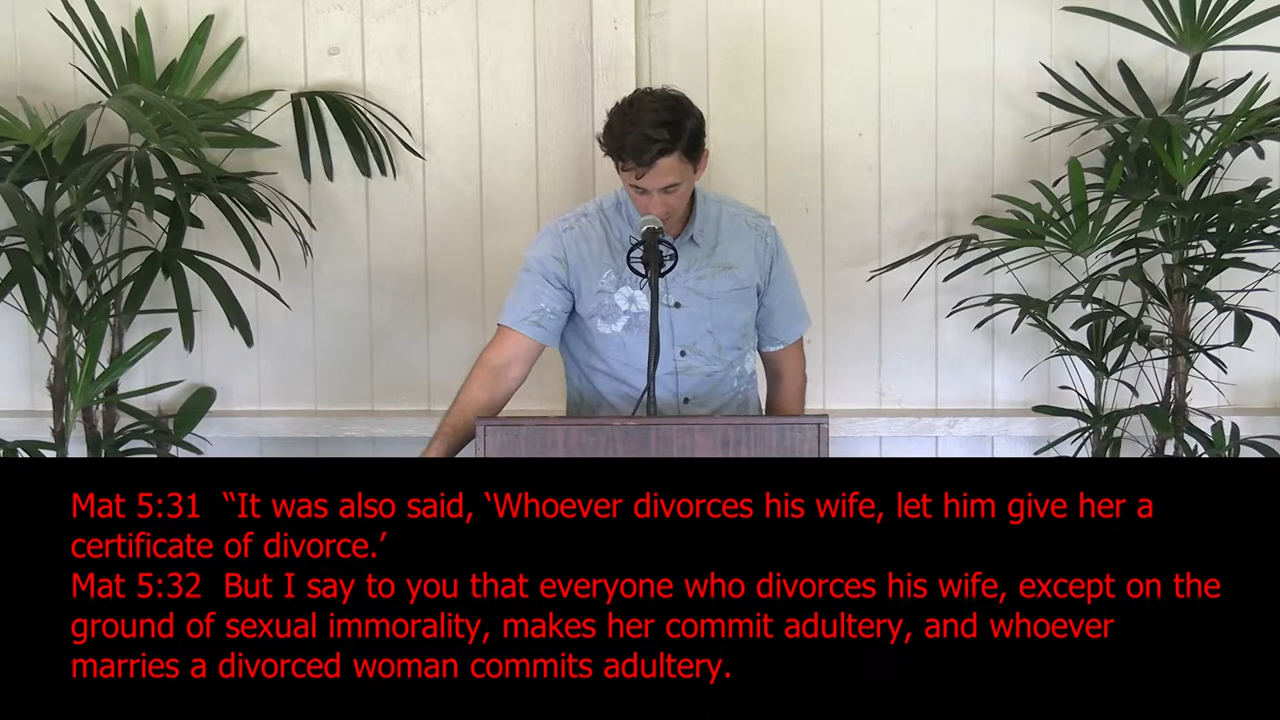 Mat 5:31  “It was also said, ‘Whoever divorces his wife, let him give her a
certificate of divorce.’
Mat 5:32  But I say to you that everyone who divorces his wife, except on the
ground of sexual immorality, makes her commit adultery, and whoever
marries a divorced woman commits adultery.